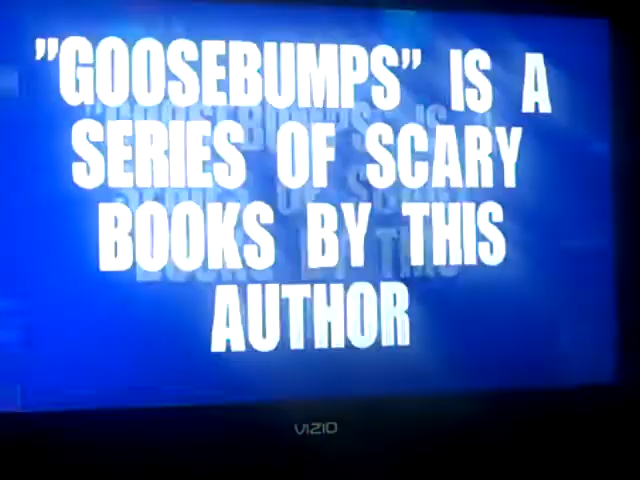 "GOOSEBUMPS" IS A
SERIES OF SCARY
BOOKS BY THIS
AUTHOR
VIZIO